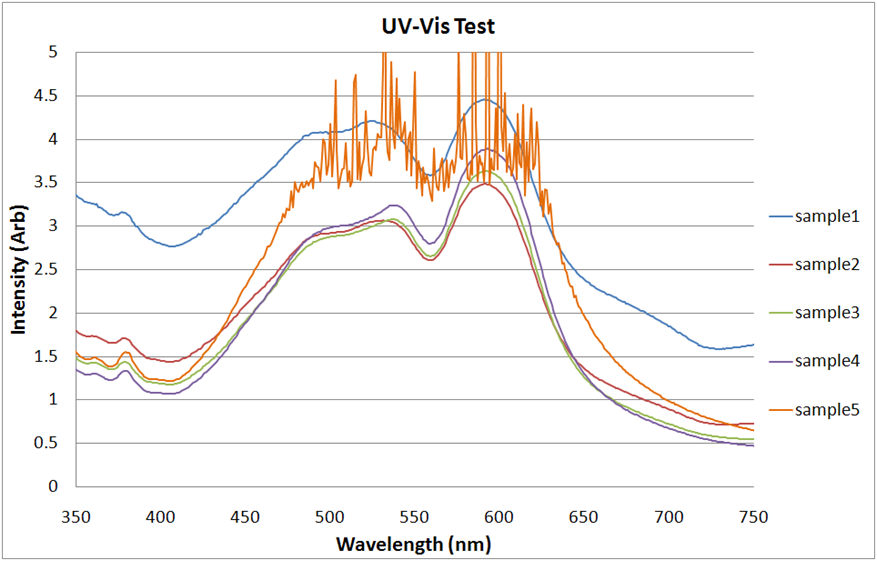 UV-Vis Test
Intensity (Arb)
5
4.5
4
3.5
3
2.5
2
1.5
1
0.5
0
350 400 450 500 550 600 650 700 750
Wavelength (nm)
sample1
sample2
sample3
sample4
sample5